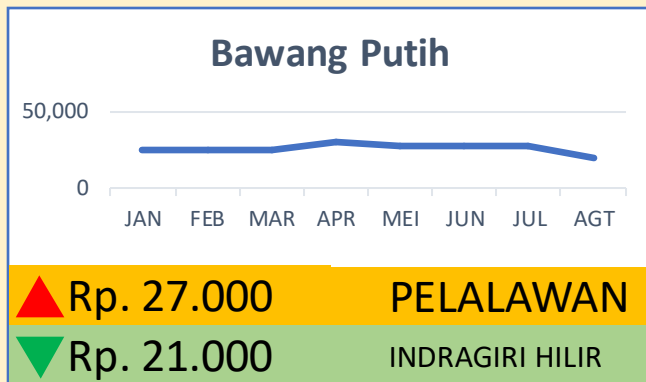 Bawang Putih
50,000
0
JAN FEB MAR APR MEI JUN JUL AGT
Rp. 27.000 PELALAWAN
Rp. 21.000 INDRAGIRI HILIR